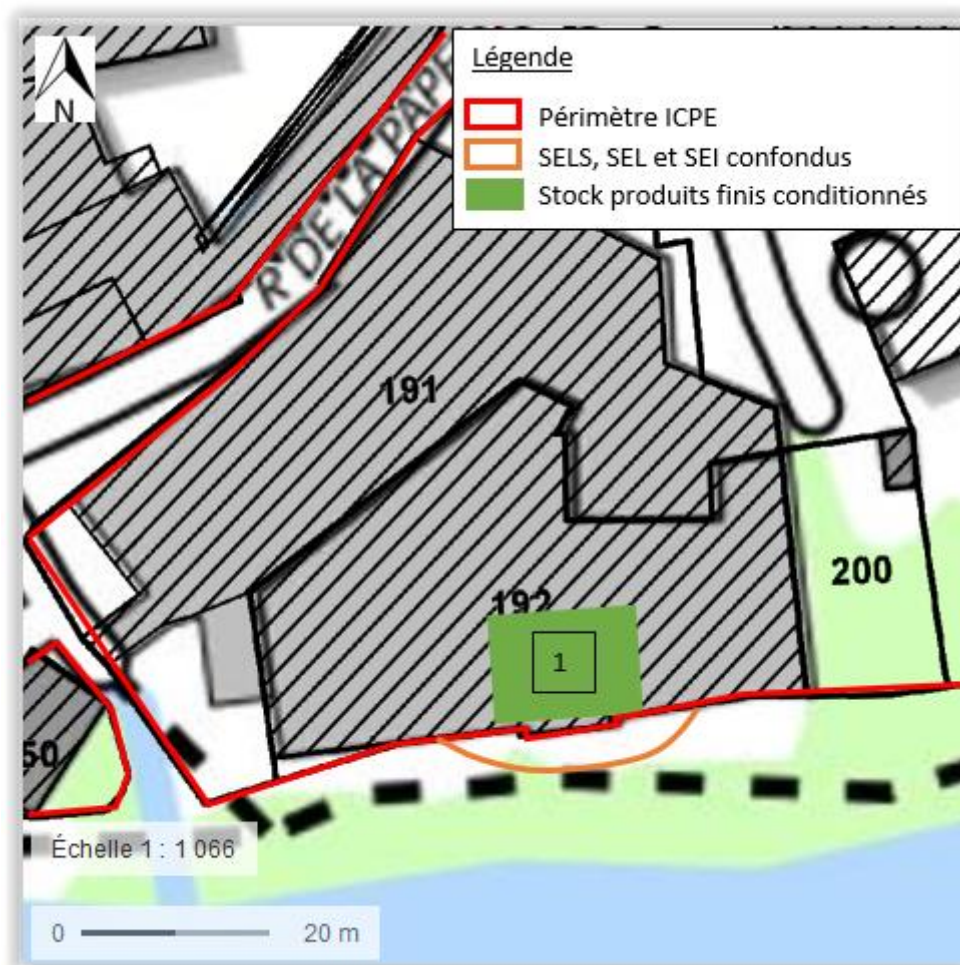 N
Légende
Périmètre ICPE
SELS, SEL et SEI confondus
Stock produits finis conditionnés
R DE LA PAPE
191
192
1
200
50
Échelle 1 : 1 066
0 20 m